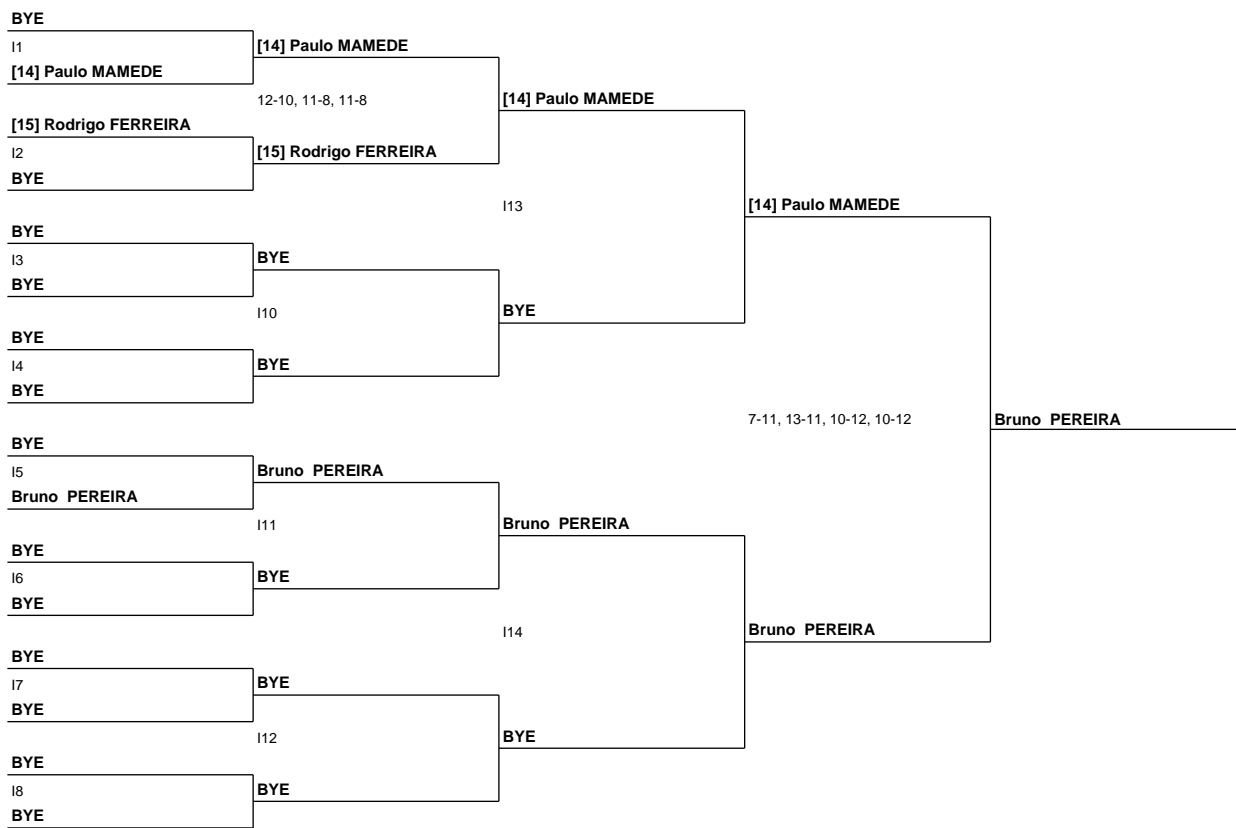 BYE
I1
[14] Paulo MAMEDE
[14] Paulo MAMEDE
12-10, 11-8, 11-8
[14] Paulo MAMEDE
[15] Rodrigo FERREIRA
I2
[15] Rodrigo FERREIRA
BYE
I13
[14] Paulo MAMEDE
BYE
I3
BYE
BYE
I10
BYE
BYE
I4
BYE
BYE
7-11, 13-11, 10-12, 10-12
Bruno PEREIRA
BYE
I5
Bruno PEREIRA
Bruno PEREIRA
I11
Bruno PEREIRA
BYE
I6
BYE
BYE
I14
Bruno PEREIRA
BYE
I7
BYE
BYE
I12
BYE
BYE
I8
BYE
BYE